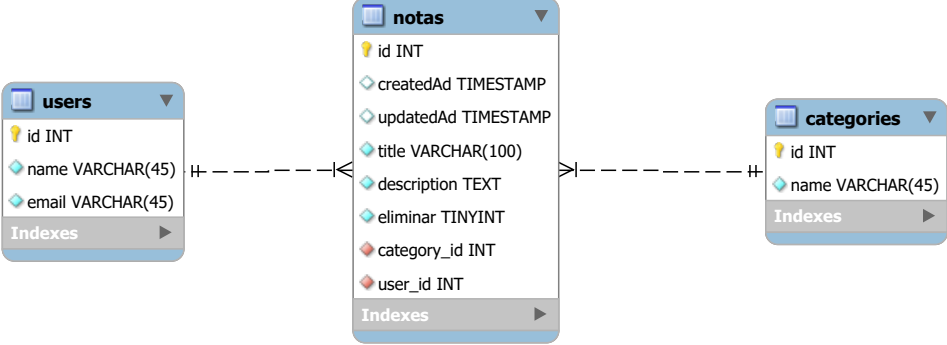 users
id INT
name VARCHAR(45)
email VARCHAR(45)
Indexes
notas
id INT
createdAd TIMESTAMP
updatedAd TIMESTAMP
title VARCHAR(100)
description TEXT
eliminar TINYINT
category_id INT
user_id INT
Indexes
categories
id INT
name VARCHAR(45)
Indexes